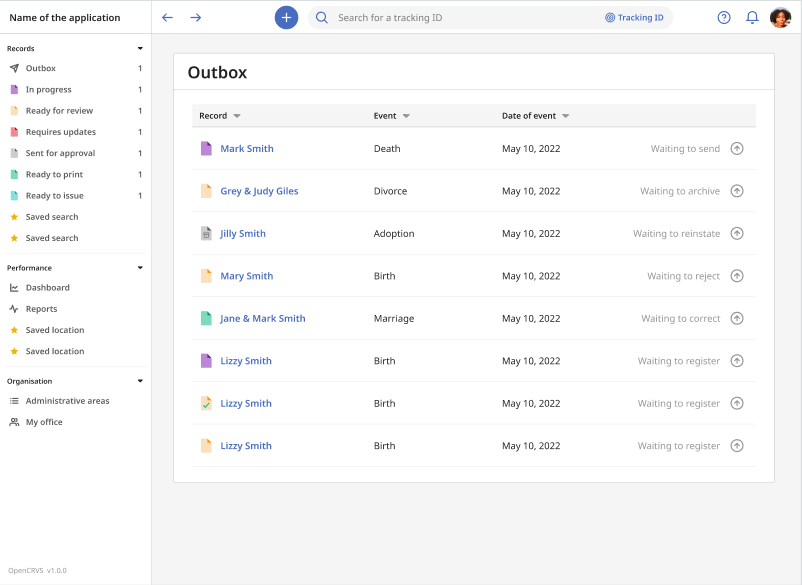 Name of the application
Search for a tracking ID
Tracking ID
Records
Outbox 1
In progress 1
Ready for review 1
Requires updates 1
Sent for approval 1
Ready to print 1
Ready to issue 1
Saved search
Saved search
Performance
Dashboard
Reports
Saved location
Saved location
Organisation
Administrative areas
My office
OpenCRVS v1.0.0
Outbox
Record Event Date of event
Mark Smith Death May 10, 2022 Waiting to send
Grey & Judy Giles Divorce May 10, 2022 Waiting to archive
Jilly Smith Adoption May 10, 2022 Waiting to reinstate
Mary Smith Birth May 10, 2022 Waiting to reject
Jane & Mark Smith Marriage May 10, 2022 Waiting to correct
Lizzy Smith Birth May 10, 2022 Waiting to register
Lizzy Smith Birth May 10, 2022 Waiting to register
Lizzy Smith Birth May 10, 2022 Waiting to register